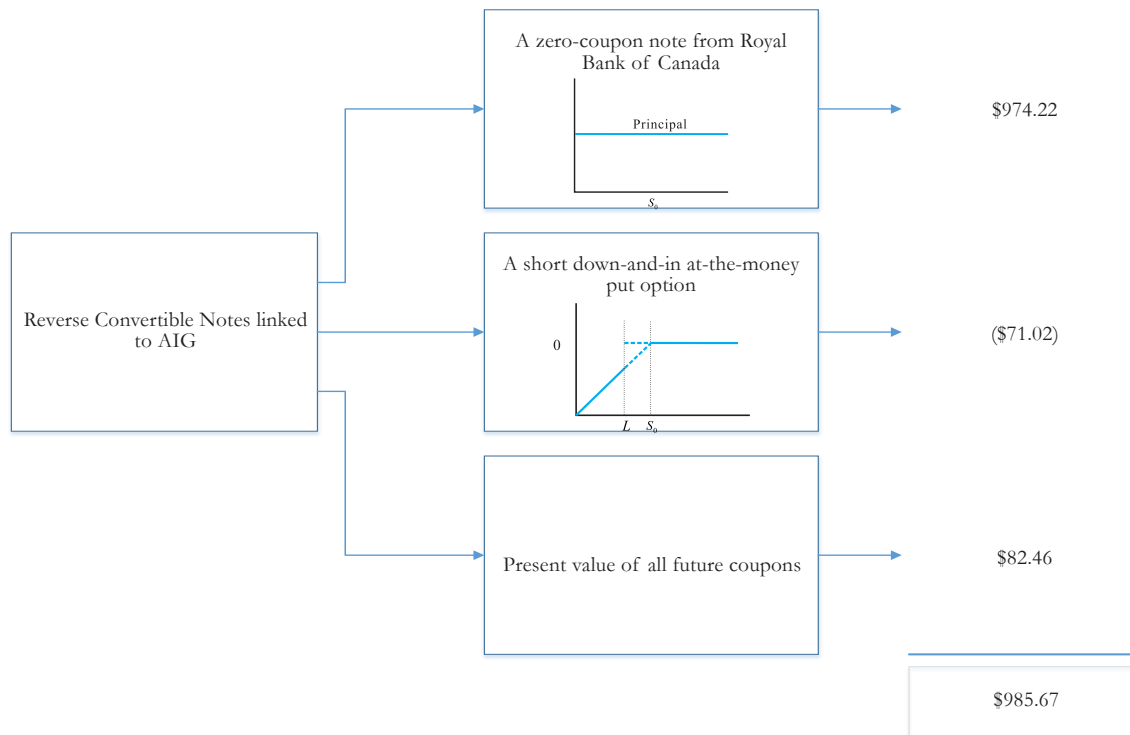 A zero-coupon note from Royal
Bank of Canada
Principal
S₀
$974.22
Reverse Convertible Notes linked
to AIG
A short down-and-in at-the-money
put option
0
L
S₀
($71.02)
Present value of all future coupons
$82.46
$985.67